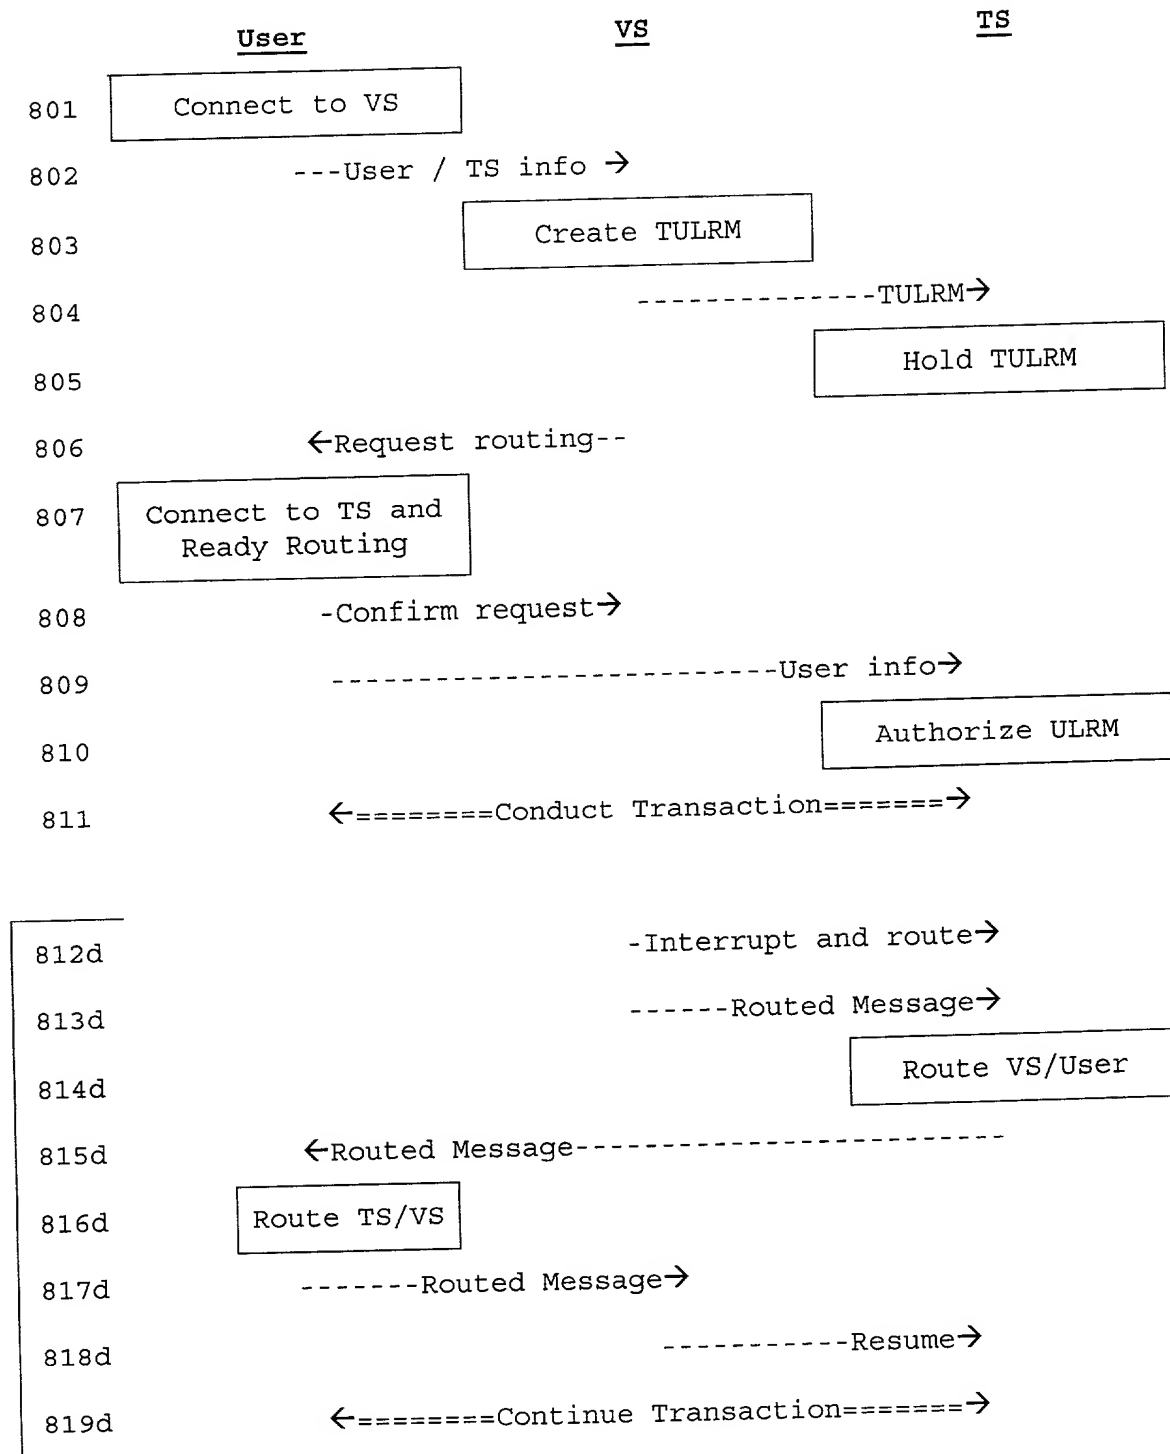 User VS TS
801 Connect to VS
802 ---User / TS info →
803 Create TULRM
804 --------------TULRM→
805 Hold TULRM
806 ←Request routing--
807 Connect to TS and
Ready Routing
808 -Confirm request→
809 --------------------------User info→
810 Authorize ULRM
811 ←========Conduct Transaction=======→
812d -Interrupt and route→
813d ------Routed Message→
814d Route VS/User
815d ←Routed Message--------------------------
816d Route TS/VS
817d -------Routed Message→
818d -----------Resume→
819d ←========Continue Transaction=======→